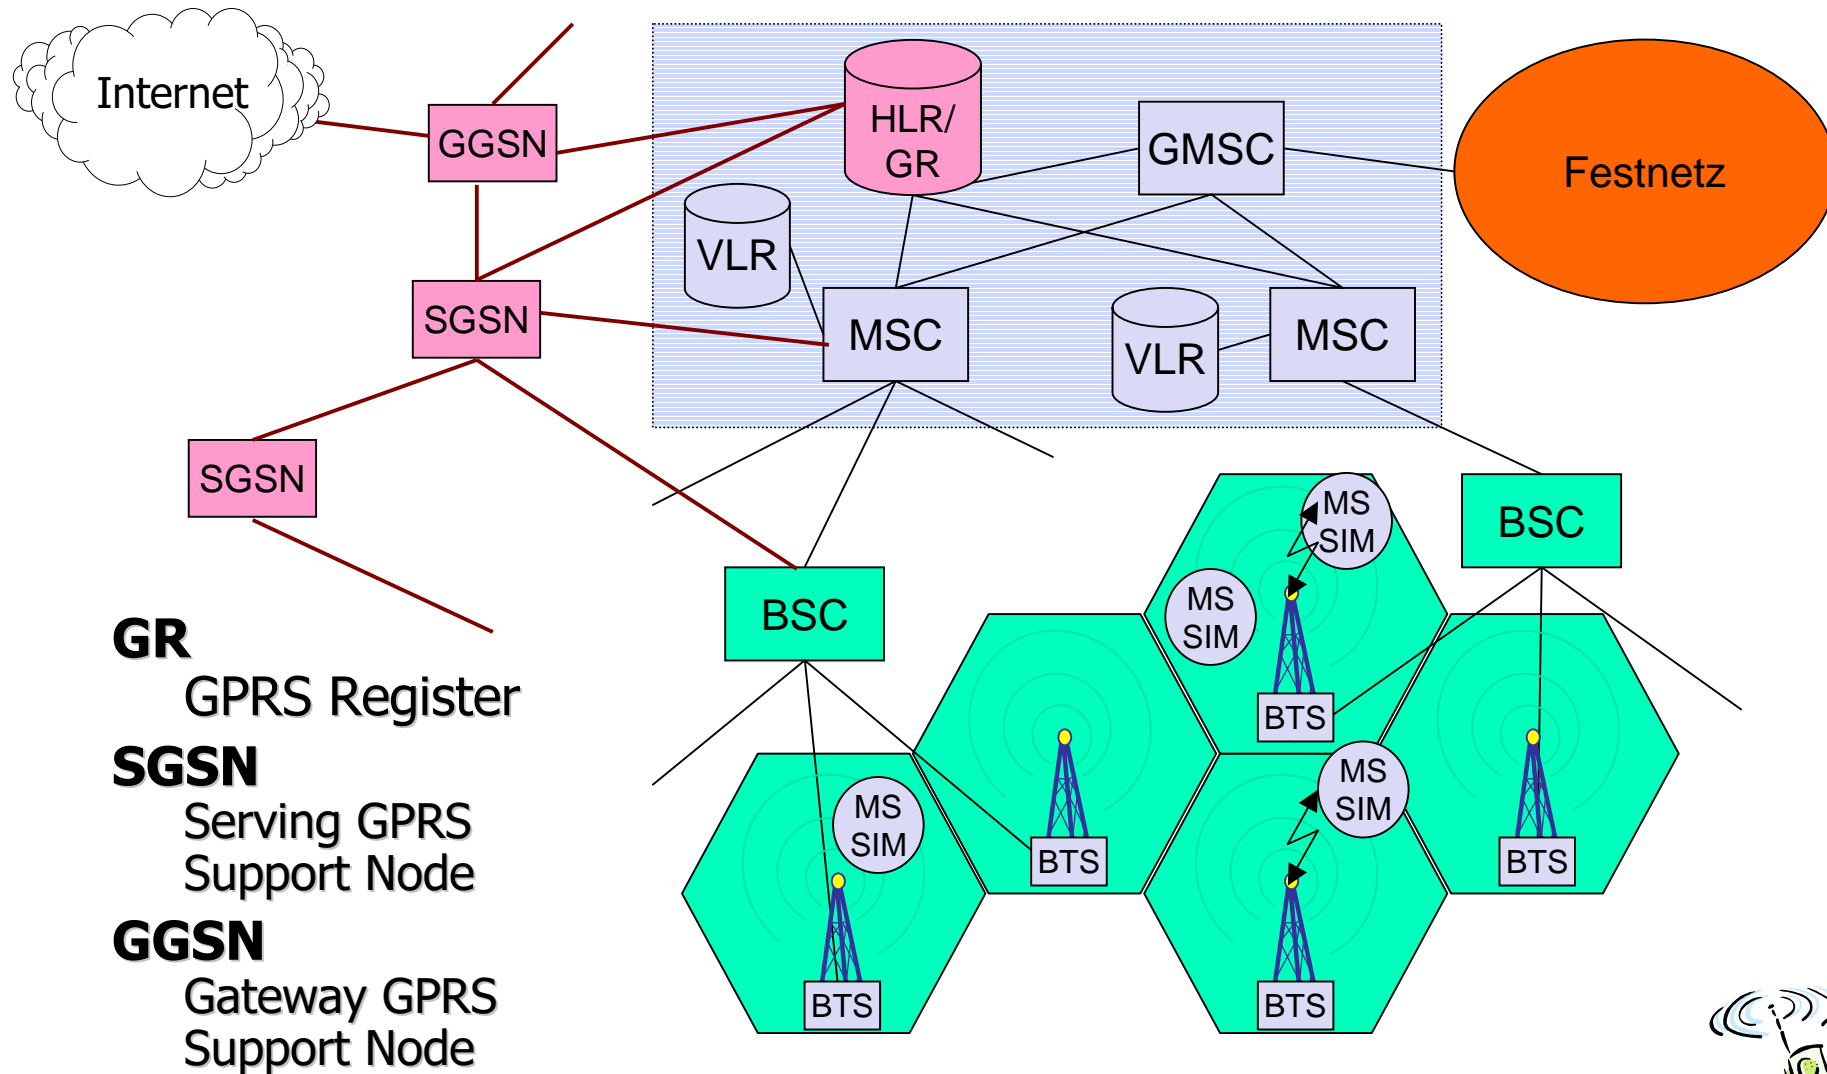 Internet
GGSN
HLR/
GR
GMSC
Festnetz
VLR
SGSN
MSC
VLR
MSC
SGSN
MS
SIM
BSC
BSC
MS
SIM
BTS
MS
SIM
MS
SIM
BTS
BTS
BTS
BTS
GR
GPRS Register
SGSN
Serving GPRS
Support Node
GGSN
Gateway GPRS
Support Node